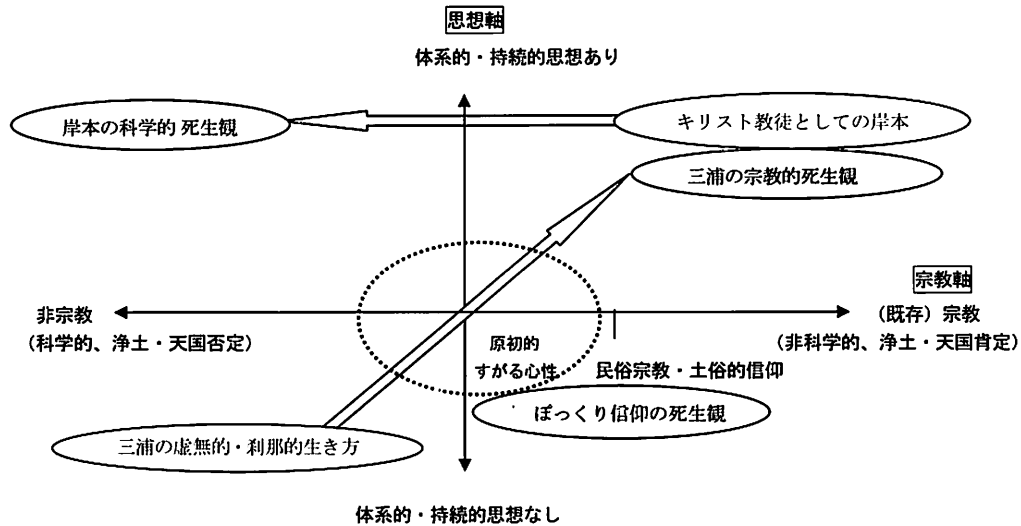 思想軸
体系的・持続的思想あり
岸本の科学的 死生観
キリスト教徒としての岸本
三浦の宗教的死生観
宗教軸
非宗教
(科学的、浄土・天国否定)
(既存)宗教
(非科学的、浄土・天国肯定)
原初的
すがる心性
民俗宗教・土俗的信仰
ぽっくり信仰の死生観
三浦の虚無的・刹那的生き方
体系的・持続的思想なし